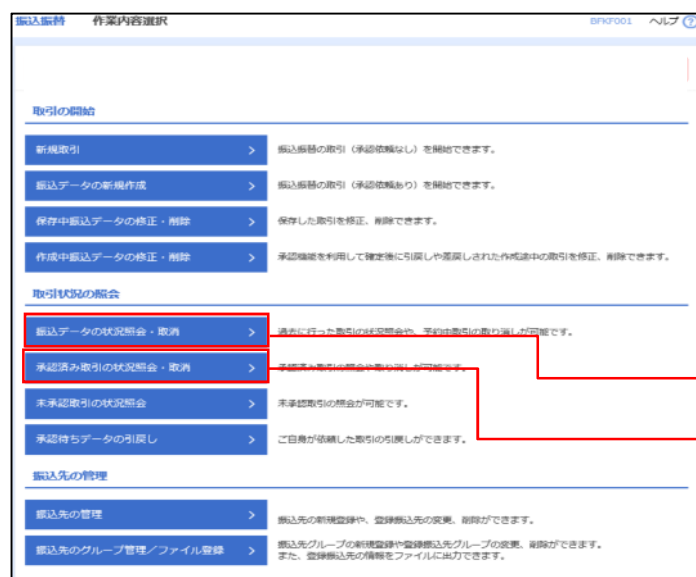 振込振替 作業内容選択 BFKF001 ヘルプ ?
取引の開始
新規取引 > 振込振替の取引（承認依頼なし）を開始できます。
振込データの新規作成 > 振込振替の取引（承認依頼あり）を開始できます。
保存中振込データの修正・削除 > 保存した取引を修正、削除できます。
作成中振込データの修正・削除 > 承認機能を利用して確定後に引戻しや差戻しされた作成途中の取引を修正、削除できます。
取引状況の照会
振込データの状況照会・取消 > 過去に行った取引の状況照会や、予約中取引の取り消しが可能です。
承認済み取引の状況照会・取消 > 承認済み取引の照会や取り消しが可能です。
未承認取引の状況照会 > 未承認取引の照会が可能です。
承認待ちデータの引戻し > ご自身が依頼した取引の引戻しができます。
振込先の管理
振込先の管理 > 振込先の新規登録や、登録振込先の変更、削除ができます。
振込先のグループ管理／ファイル登録 > 振込先グループの新規登録や登録振込先グループの変更、削除ができます。
また、登録振込先の情報をファイルに出力できます。